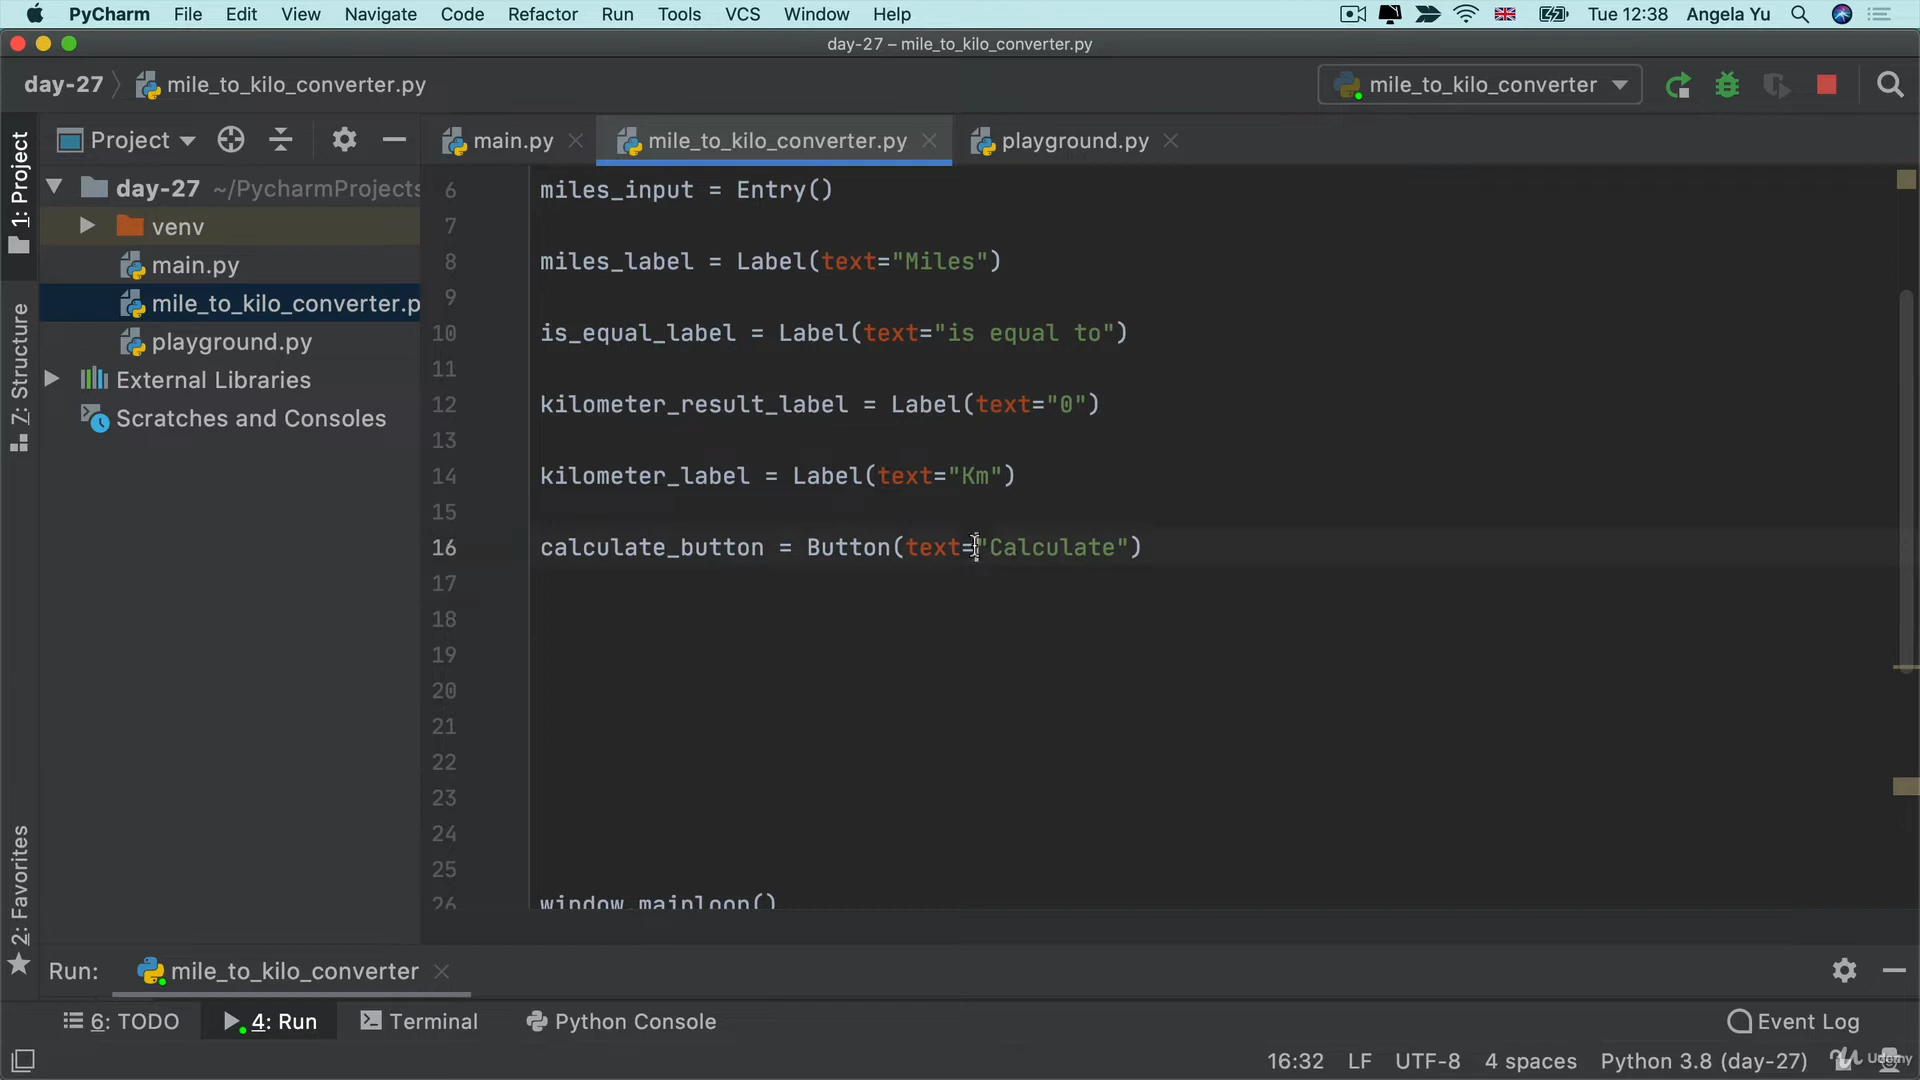 PyCharm File Edit View Navigate Code Refactor Run Tools VCS Window Help Tue 12:38 Angela Yu
day-27 – mile_to_kilo_converter.py
day-27 mile_to_kilo_converter.py mile_to_kilo_converter
Project main.py mile_to_kilo_converter.py playground.py
1: Project
7: Structure
2: Favorites
day-27 ~/PycharmProjects
venv
main.py
mile_to_kilo_converter.p
playground.py
External Libraries
Scratches and Consoles
6 miles_input = Entry()
7
8 miles_label = Label(text="Miles")
9
10 is_equal_label = Label(text="is equal to")
11
12 kilometer_result_label = Label(text="0")
13
14 kilometer_label = Label(text="Km")
15
16 calculate_button = Button(text="Calculate")
17
18
19
20
21
22
23
24
25
26 window.mainloop()
Run: mile_to_kilo_converter
6: TODO 4: Run Terminal Python Console Event Log
16:32 LF UTF-8 4 spaces Python 3.8 (day-27) Udemy